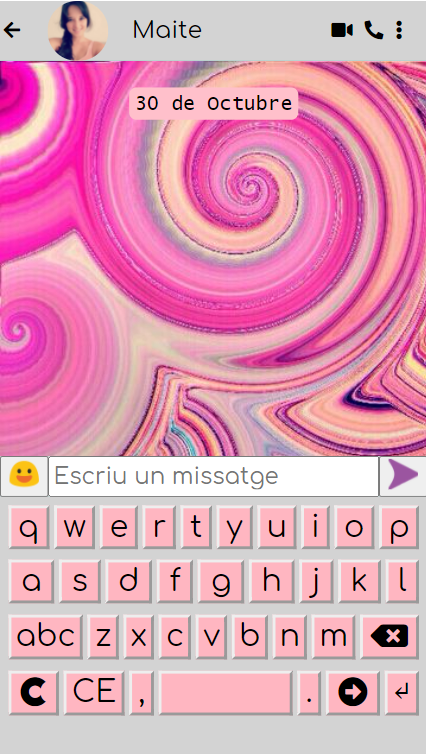 Maite
30 de Octubre
Escriu un missatge
q w e r t y u i o p
a s d f g h j k l
abc z x c v b n m
C CE , .